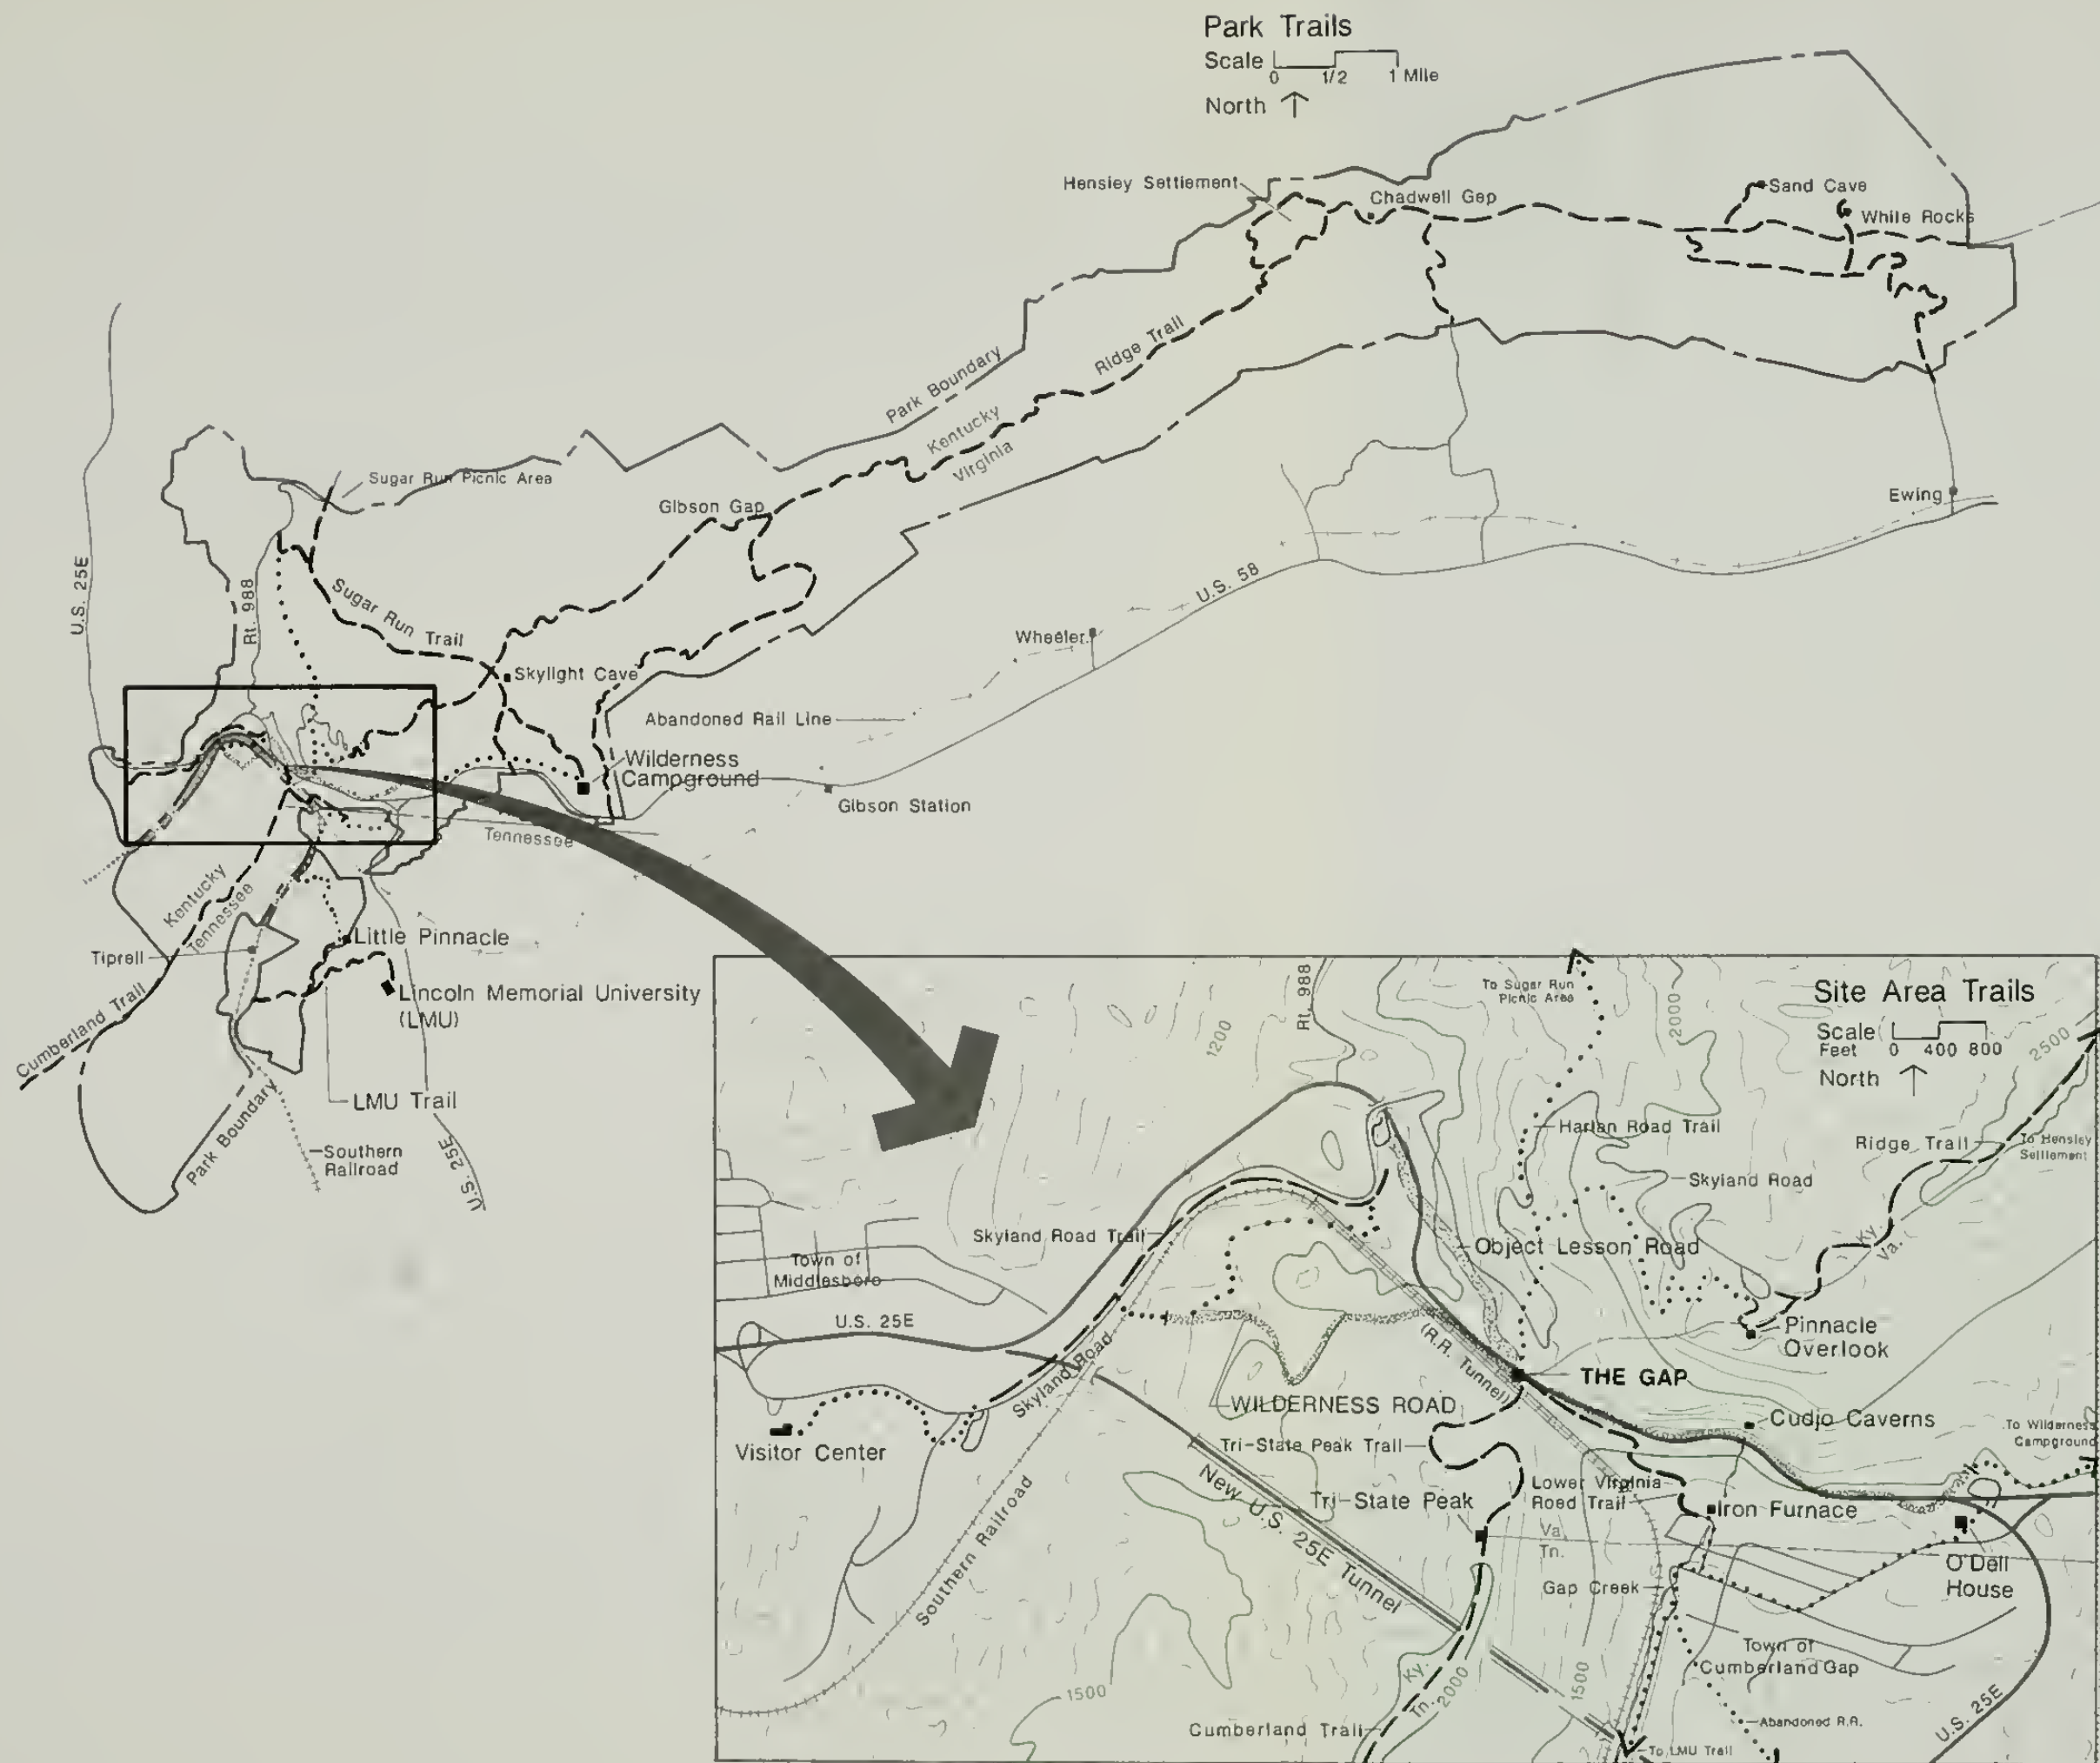 Park Trails
Scale
0 1/2 1 Mile
North
Hensley Settlement
Chadwell Gap
Sand Cave
White Rocks
Ridge Trail
Park Boundary
Kentucky
Virginia
Sugar Run Picnic Area
Gibson Gap
Ewing
U.S. 25E
Rt. 988
Sugar Run Trail
U.S. 58
Wheeler
Skylight Cave
Abandoned Rail Line
Wilderness
Campground
Gibson Station
Tennessee
Kentucky
Tennessee
Tiprell
Little Pinnacle
Lincoln Memorial University
(LMU)
Cumberland Trail
LMU Trail
Park Boundary
Southern
Railroad
U.S. 25E
Site Area Trails
Scale
Feet 0 400 800
North
To Sugar Run
Picnic Area
Rt. 988
1200
2000
2500
Harlan Road Trail
Ridge Trail
To Hensley
Settlement
Skyland Road
Ky.
Va.
Skyland Road Trail
Object Lesson Road
Town of
Middlesboro
U.S. 25E
Pinnacle
Overlook
(R.R. Tunnel)
Skyland Road
THE GAP
WILDERNESS ROAD
Cudjo Caverns
To Wilderness
Campground
Visitor Center
Tri-State Peak Trail
New U.S. 25E Tunnel
Lower Virginia
Road Trail
Tri-State Peak
Iron Furnace
Va.
Tn.
O'Dell
House
Southern Railroad
Gap Creek
Town of
Cumberland Gap
Ky.
Tn.
2000
1500
1500
Cumberland Trail
Abandoned R.R.
U.S. 25E
To LMU Trail